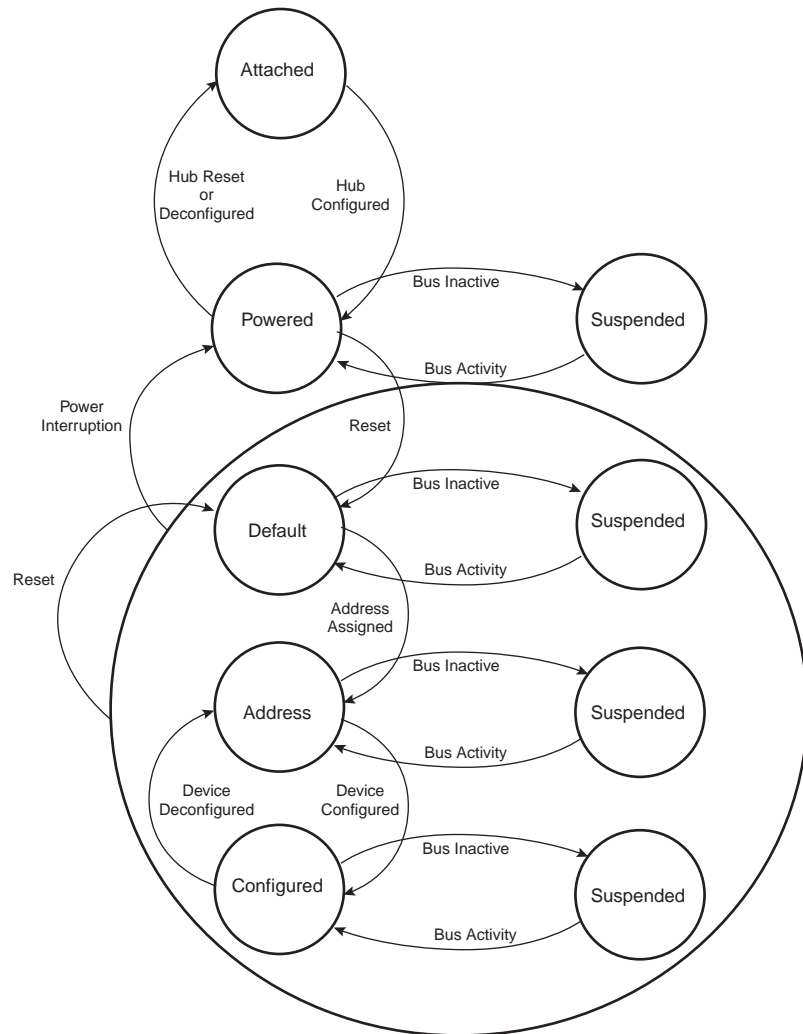 Attached
Hub Reset
or
Deconfigured
Hub
Configured
Bus Inactive
Powered
Suspended
Bus Activity
Power
Interruption
Reset
Bus Inactive
Default
Suspended
Bus Activity
Reset
Address
Assigned
Bus Inactive
Address
Suspended
Bus Activity
Device
Deconfigured
Device
Configured
Bus Inactive
Configured
Suspended
Bus Activity